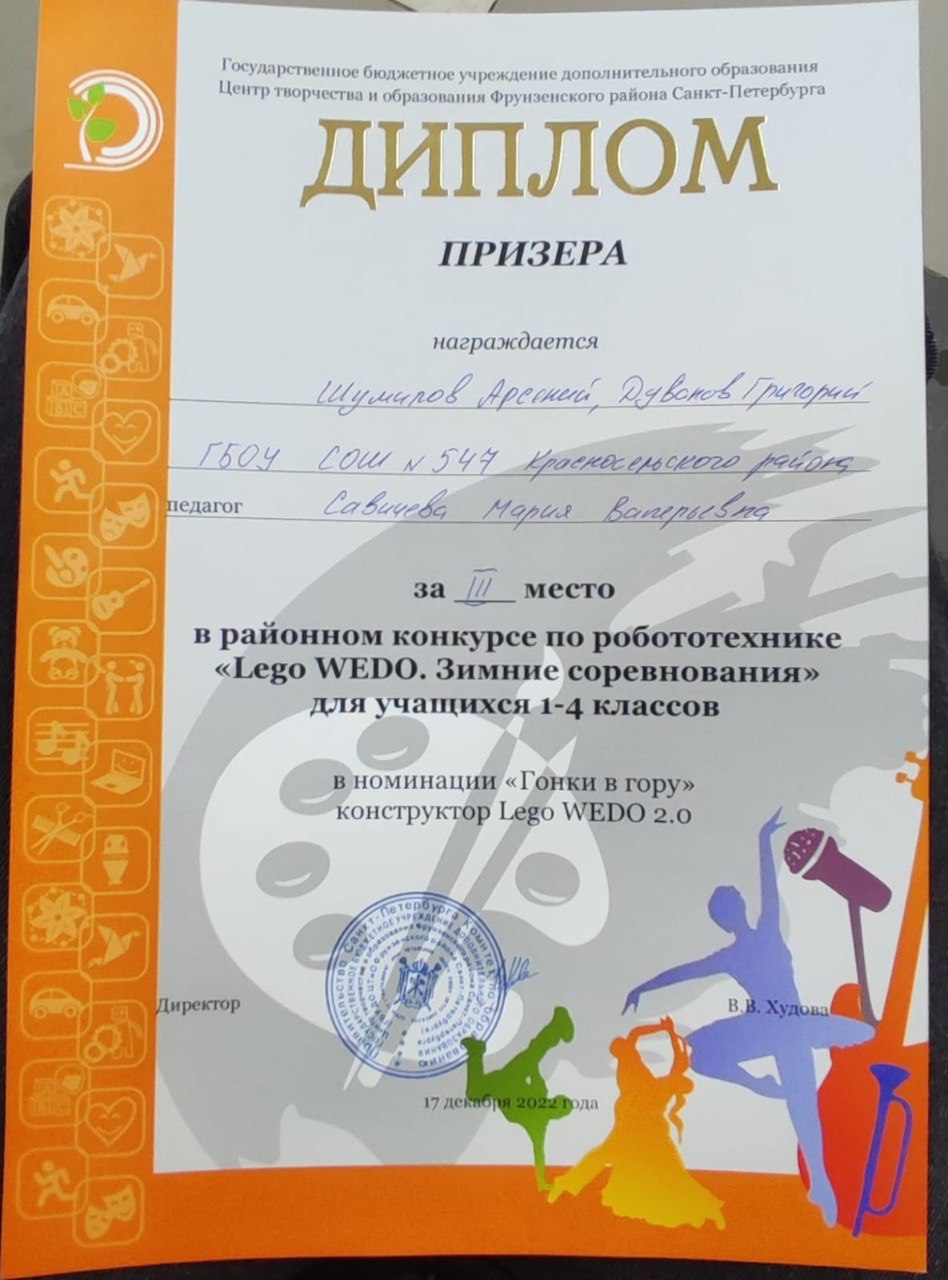 Государственное бюджетное учреждение дополнительного образования
Центр творчества и образования Фрунзенского района Санкт-Петербурга
ДИПЛОМ
ПРИЗЕРА
награждается
Шумилов Арсений, Дуванов Григорий
ГБОУ СОШ № 547 Красносельского района
педагог Савичева Мария Валерьевна
за III место
в районном конкурсе по робототехнике
«Lego WEDO. Зимние соревнования»
для учащихся 1-4 классов
в номинации «Гонки в гору»
конструктор Lego WEDO 2.0
Директор В.В. Худова
17 декабря 2022 года